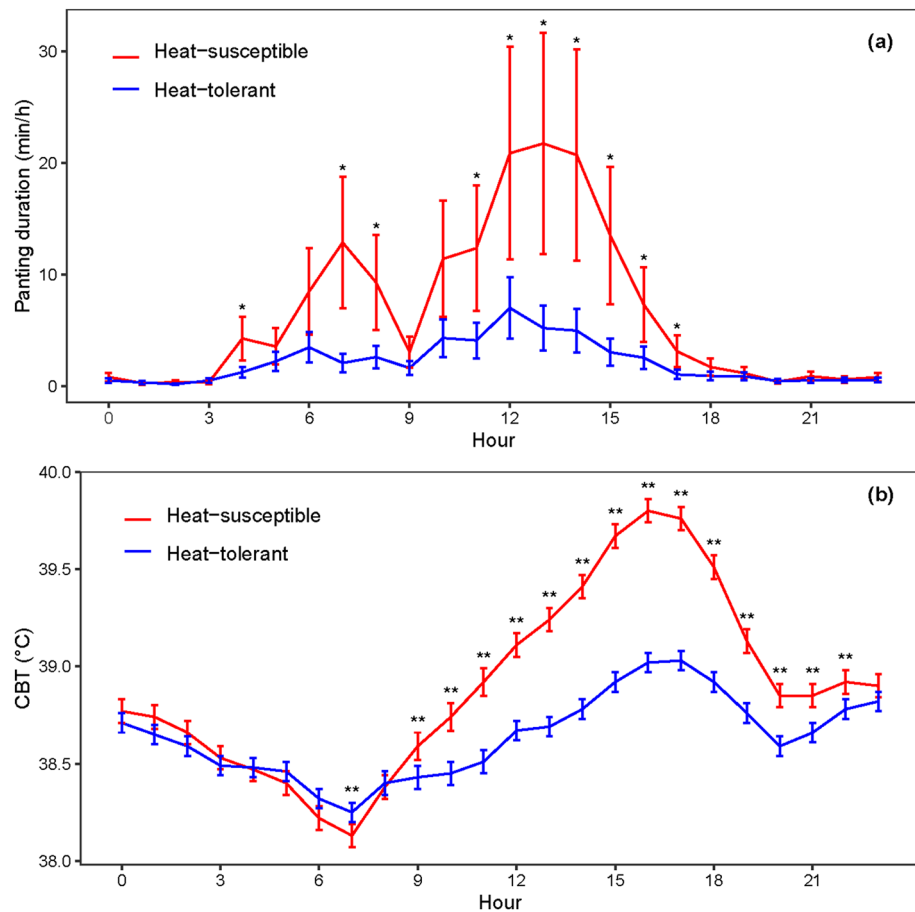 (a)
Heat−susceptible
Heat−tolerant
Panting duration (min/h)
30
20
10
0
* * * * * * * * * *
0 3 6 9 12 15 18 21
Hour
(b)
Heat−susceptible
Heat−tolerant
CBT (°C)
40.0
39.5
39.0
38.5
38.0
** ** ** ** ** ** ** ** ** ** ** ** ** ** **
0 3 6 9 12 15 18 21
Hour